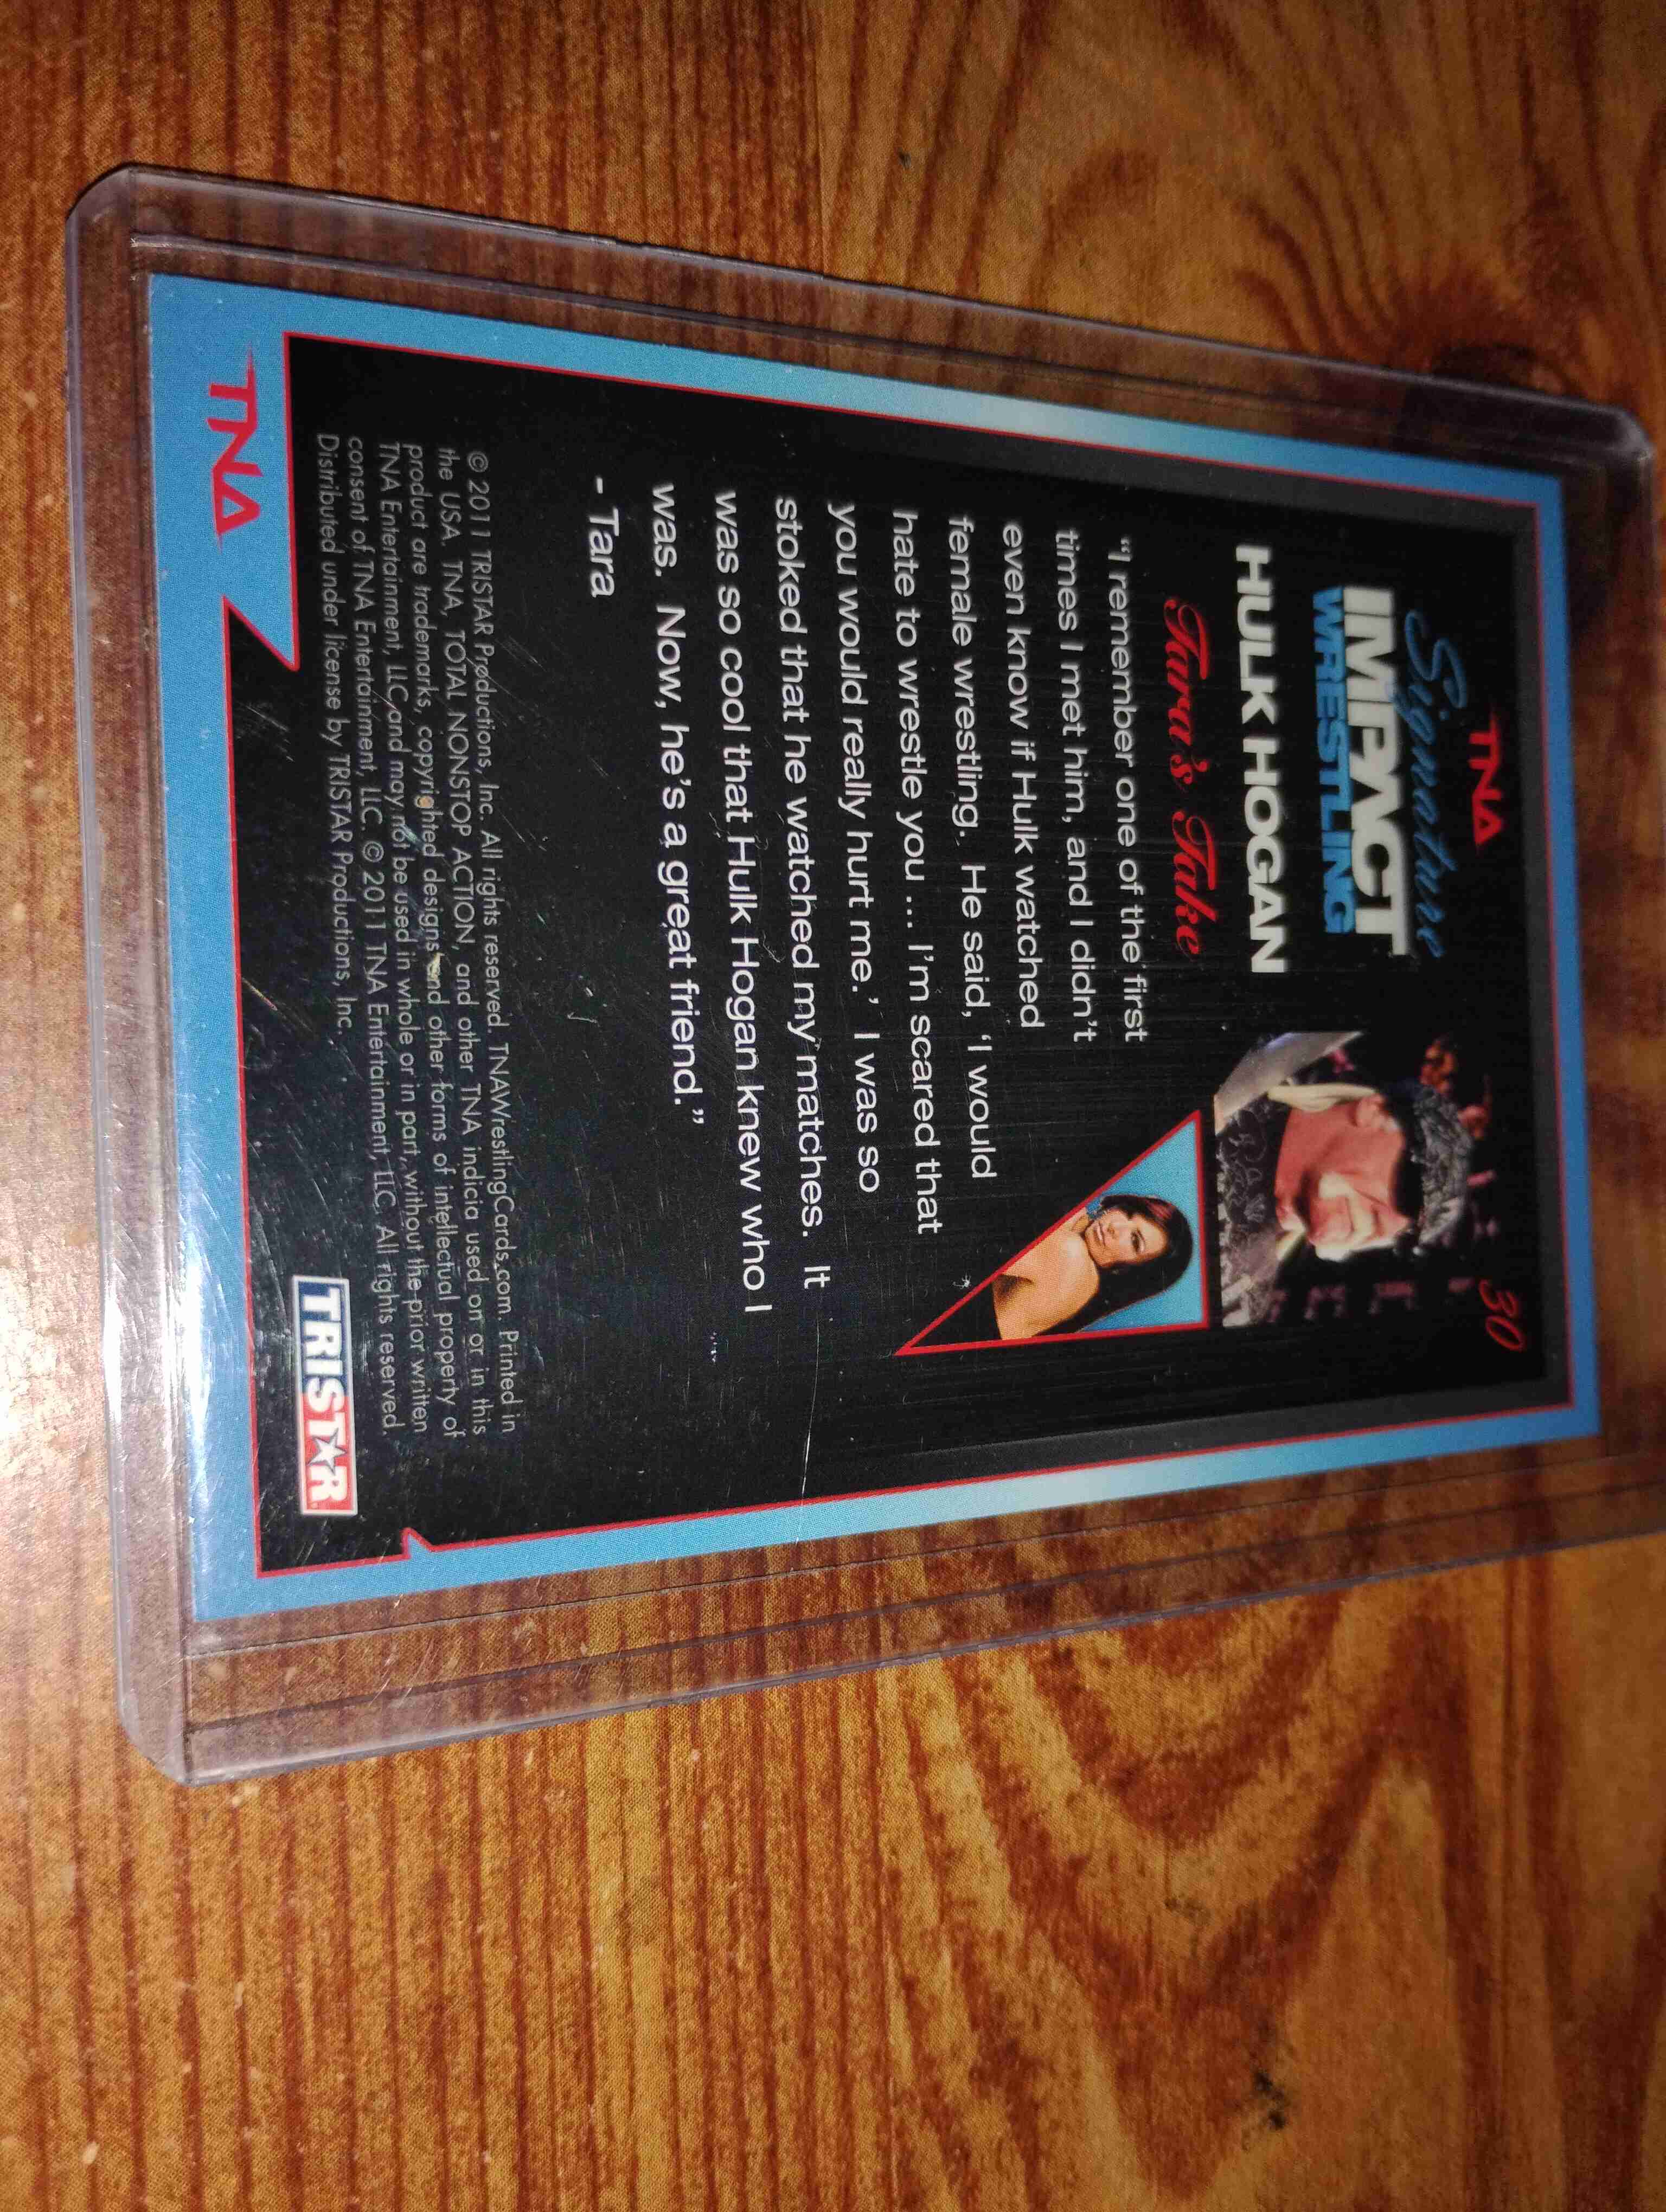 TNA
Signature
30
IMPACT
WRESTLING
HULK HOGAN
Tara's Take
"I remember one of the first
times I met him, and I didn't
even know if Hulk watched
female wrestling. He said, 'I would
hate to wrestle you ... I'm scared that
you would really hurt me.' I was so
stoked that he watched my matches. It
was so cool that Hulk Hogan knew who I
was. Now, he's a great friend."
- Tara
© 2011 TRISTAR Productions, Inc. All rights reserved. TNAWrestlingCards.com. Printed in
the USA. TNA, TOTAL NONSTOP ACTION, and other TNA indicia used on or in this
product are trademarks, copyrighted designs and other forms of intellectual property of
TNA Entertainment, LLC and may not be used in whole or in part, without the prior written
consent of TNA Entertainment, LLC. © 2011 TNA Entertainment, LLC. All rights reserved.
Distributed under license by TRISTAR Productions, Inc.
TRISTAR
TNA